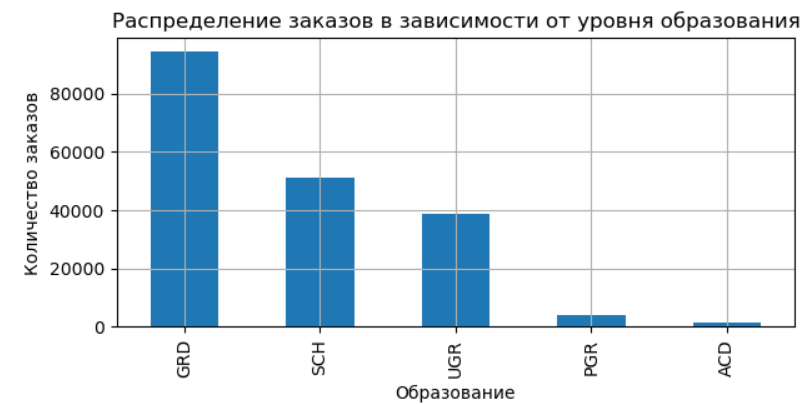 Распределение заказов в зависимости от уровня образования
Количество заказов
80000
60000
40000
20000
0
GRD
SCH
UGR
PGR
ACD
Образование